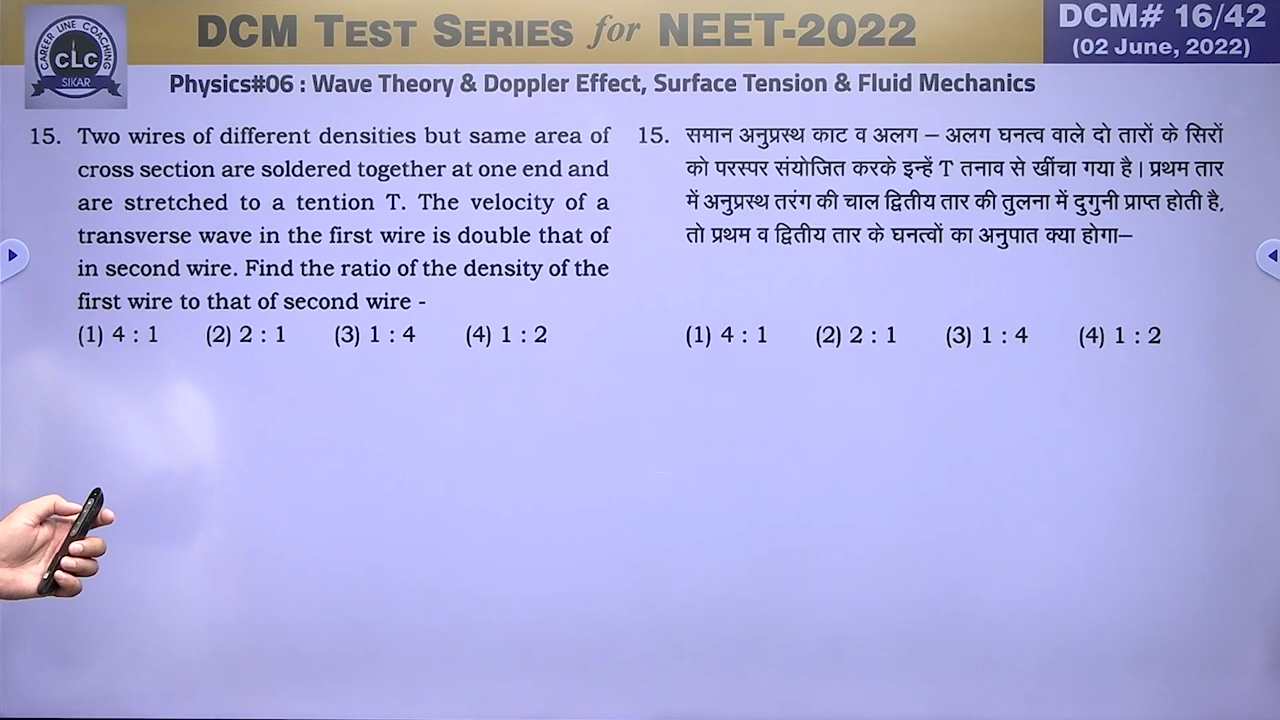 CAREER LINE COACHING
CLC
SIKAR
DCM TEST SERIES for NEET-2022
DCM# 16/42
(02 June, 2022)
Physics#06 : Wave Theory & Doppler Effect, Surface Tension & Fluid Mechanics
15. Two wires of different densities but same area of
cross section are soldered together at one end and
are stretched to a tention T. The velocity of a
transverse wave in the first wire is double that of
in second wire. Find the ratio of the density of the
first wire to that of second wire -
(1) 4 : 1 (2) 2 : 1 (3) 1 : 4 (4) 1 : 2
15. समान अनुप्रस्थ काट व अलग – अलग घनत्व वाले दो तारों के सिरों
को परस्पर संयोजित करके इन्हें T तनाव से खींचा गया है। प्रथम तार
में अनुप्रस्थ तरंग की चाल द्वितीय तार की तुलना में दुगुनी प्राप्त होती है,
तो प्रथम व द्वितीय तार के घनत्वों का अनुपात क्या होगा–
(1) 4 : 1 (2) 2 : 1 (3) 1 : 4 (4) 1 : 2